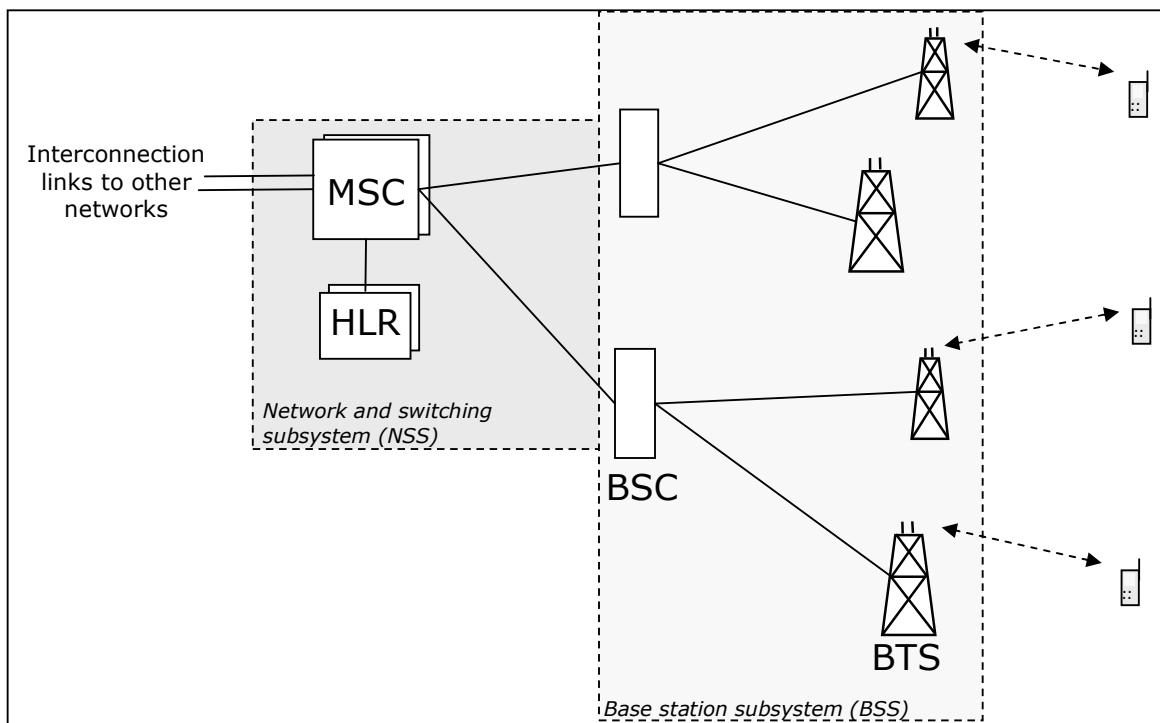 Interconnection
links to other
networks
MSC
HLR
Network and switching
subsystem (NSS)
BSC
BTS
Base station subsystem (BSS)